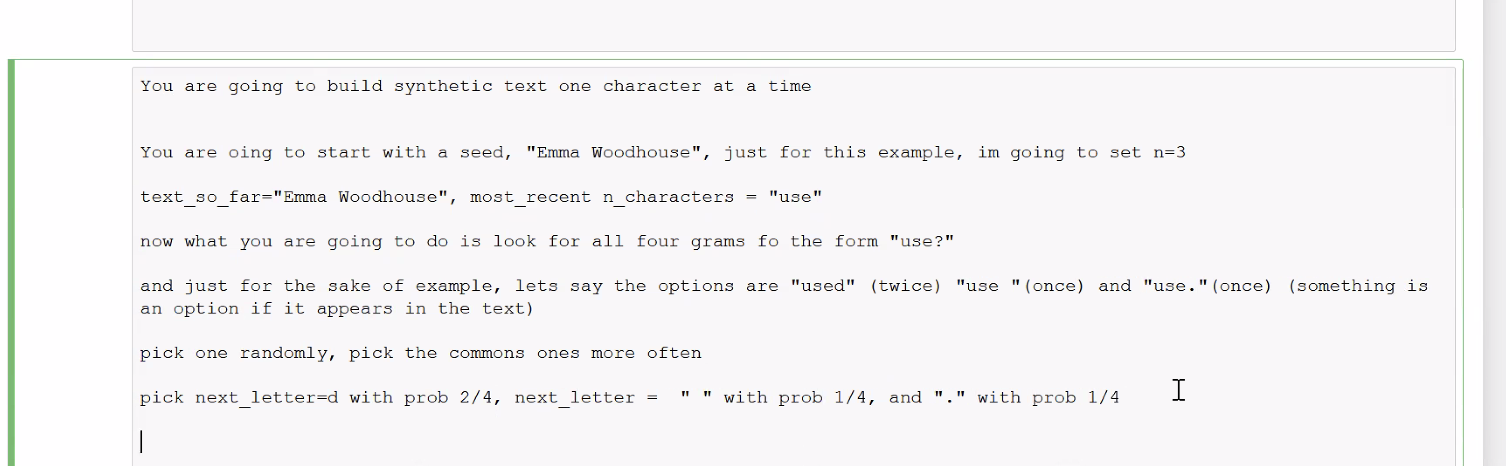 You are going to build synthetic text one character at a time
You are oing to start with a seed, "Emma Woodhouse", just for this example, im going to set n=3
text_so_far="Emma Woodhouse", most_recent n_characters = "use"
now what you are going to do is look for all four grams fo the form "use?"
and just for the sake of example, lets say the options are "used" (twice) "use "(once) and "use."(once) (something is
an option if it appears in the text)
pick one randomly, pick the commons ones more often
pick next_letter=d with prob 2/4, next_letter =  " " with prob 1/4, and "." with prob 1/4